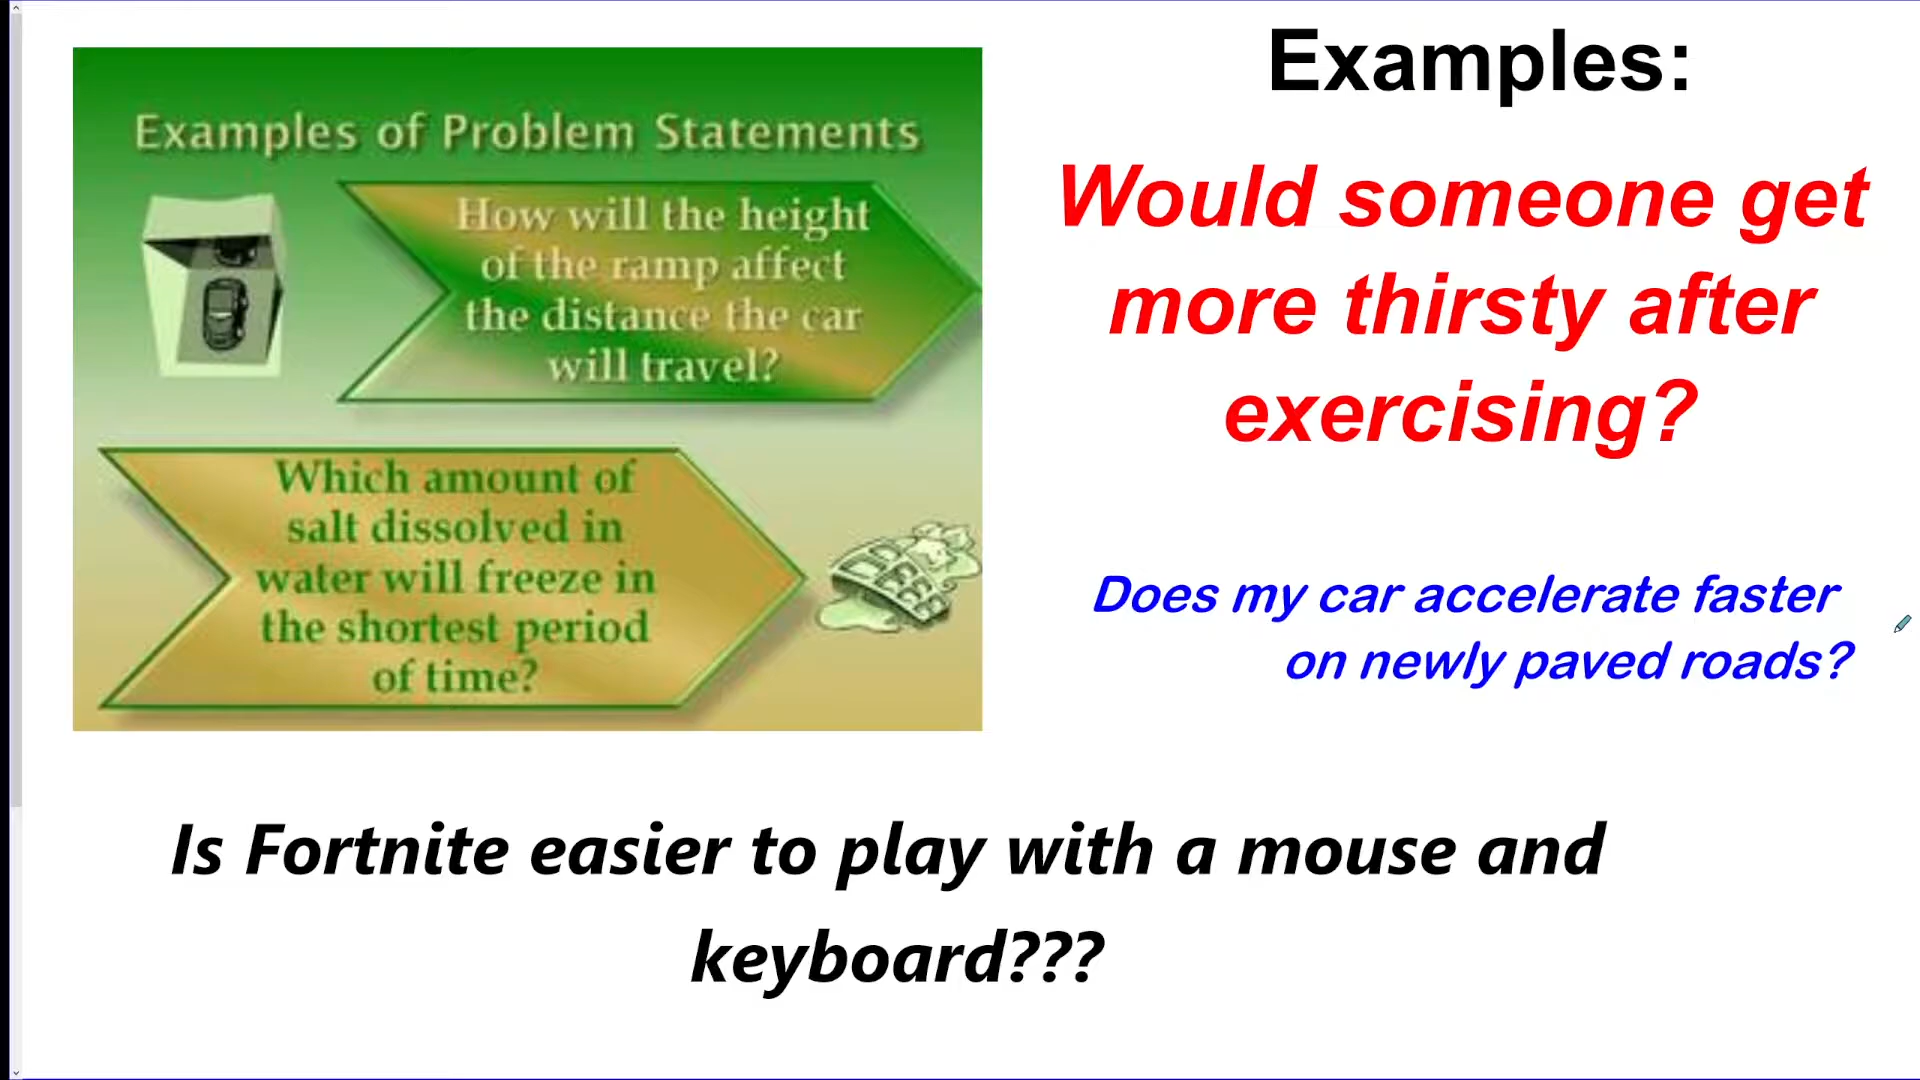 Examples of Problem Statements
How will the height
of the ramp affect
the distance the car
will travel?
Which amount of
salt dissolved in
water will freeze in
the shortest period
of time?
Examples:
Would someone get
more thirsty after
exercising?
Does my car accelerate faster
on newly paved roads?
Is Fortnite easier to play with a mouse and
keyboard???